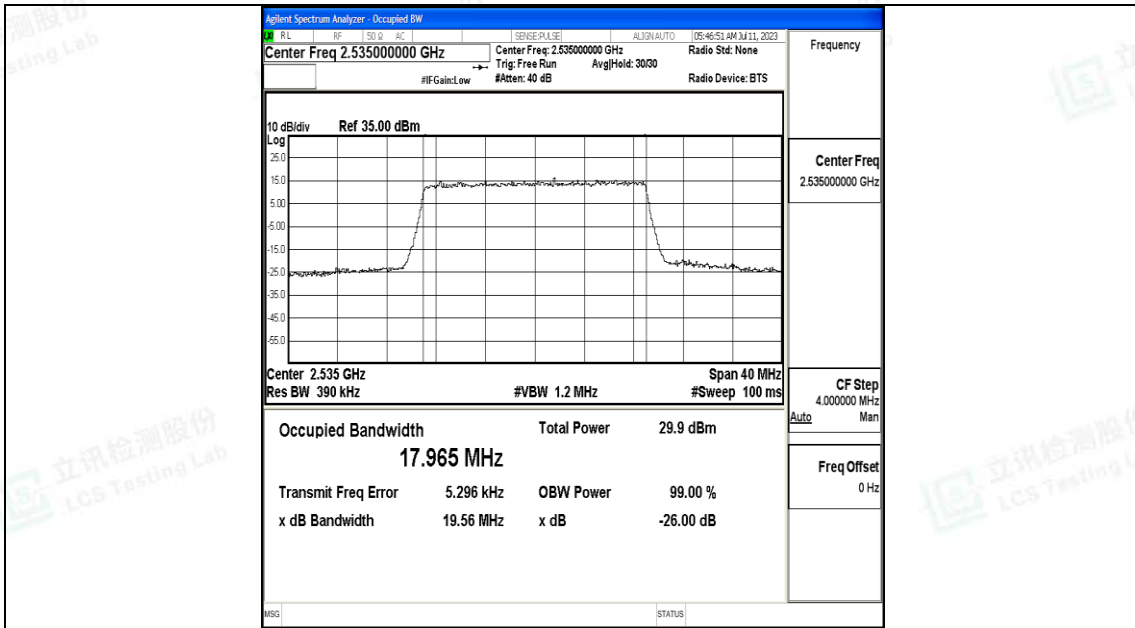 Agilent Spectrum Analyzer - Occupied BW
RL RF 50 Ω AC SENSE:PULSE ALIGN AUTO 05:46:51 AM Jul 11, 2023
Center Freq 2.535000000 GHz
Center Freq: 2.535000000 GHz Radio Std: None
Trig: Free Run Avg|Hold: 30/30
#IFGain:Low #Atten: 40 dB Radio Device: BTS
10 dB/div Ref 35.00 dBm
Log
25.0
15.0
5.00
-5.00
-15.0
-25.0
-35.0
-45.0
-55.0
Center 2.535 GHz Span 40 MHz
Res BW 390 kHz #VBW 1.2 MHz #Sweep 100 ms
Occupied Bandwidth Total Power 29.9 dBm
17.965 MHz
Transmit Freq Error 5.296 kHz OBW Power 99.00 %
x dB Bandwidth 19.56 MHz x dB -26.00 dB
MSG STATUS
Frequency
Center Freq
2.535000000 GHz
CF Step
4.000000 MHz
Auto Man
Freq Offset
0 Hz
立讯检测股份
LCS Testing Lab